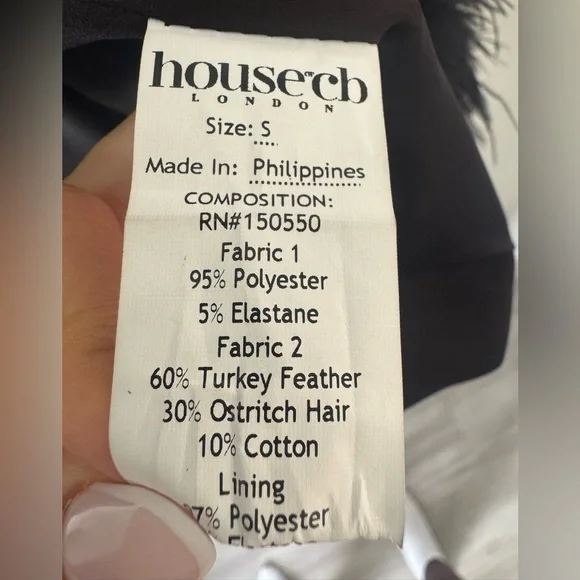 house of cb
LONDON
Size: S
Made In: Philippines
COMPOSITION:
RN#150550
Fabric 1
95% Polyester
5% Elastane
Fabric 2
60% Turkey Feather
30% Ostritch Hair
10% Cotton
Lining
7% Polyester